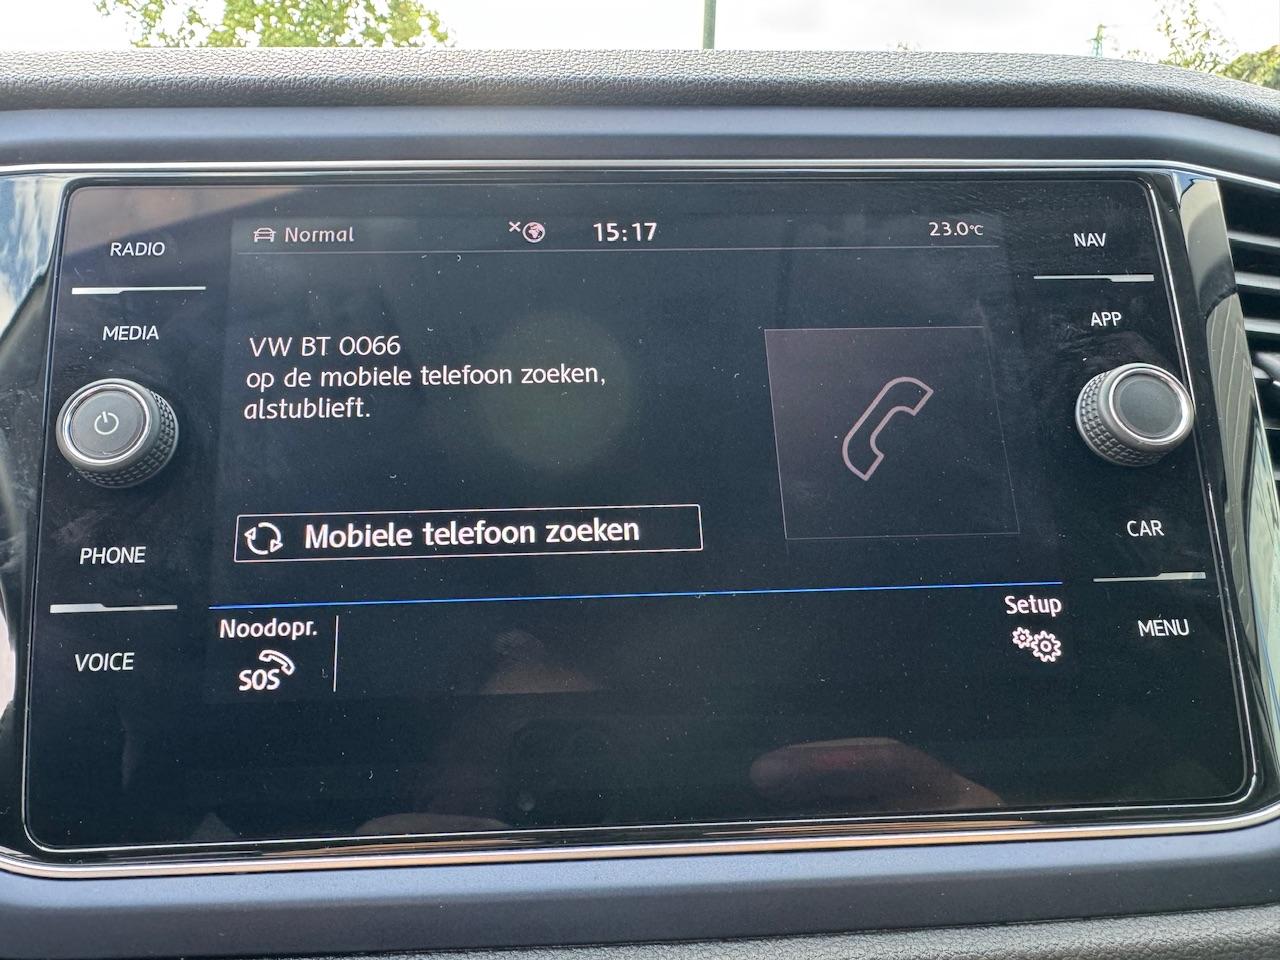 RADIO
MEDIA
PHONE
VOICE
Normal
15:17
23.0°C
VW BT 0066
op de mobiele telefoon zoeken,
alstublieft.
Mobiele telefoon zoeken
Noodopr.
SOS
Setup
NAV
APP
CAR
MENU